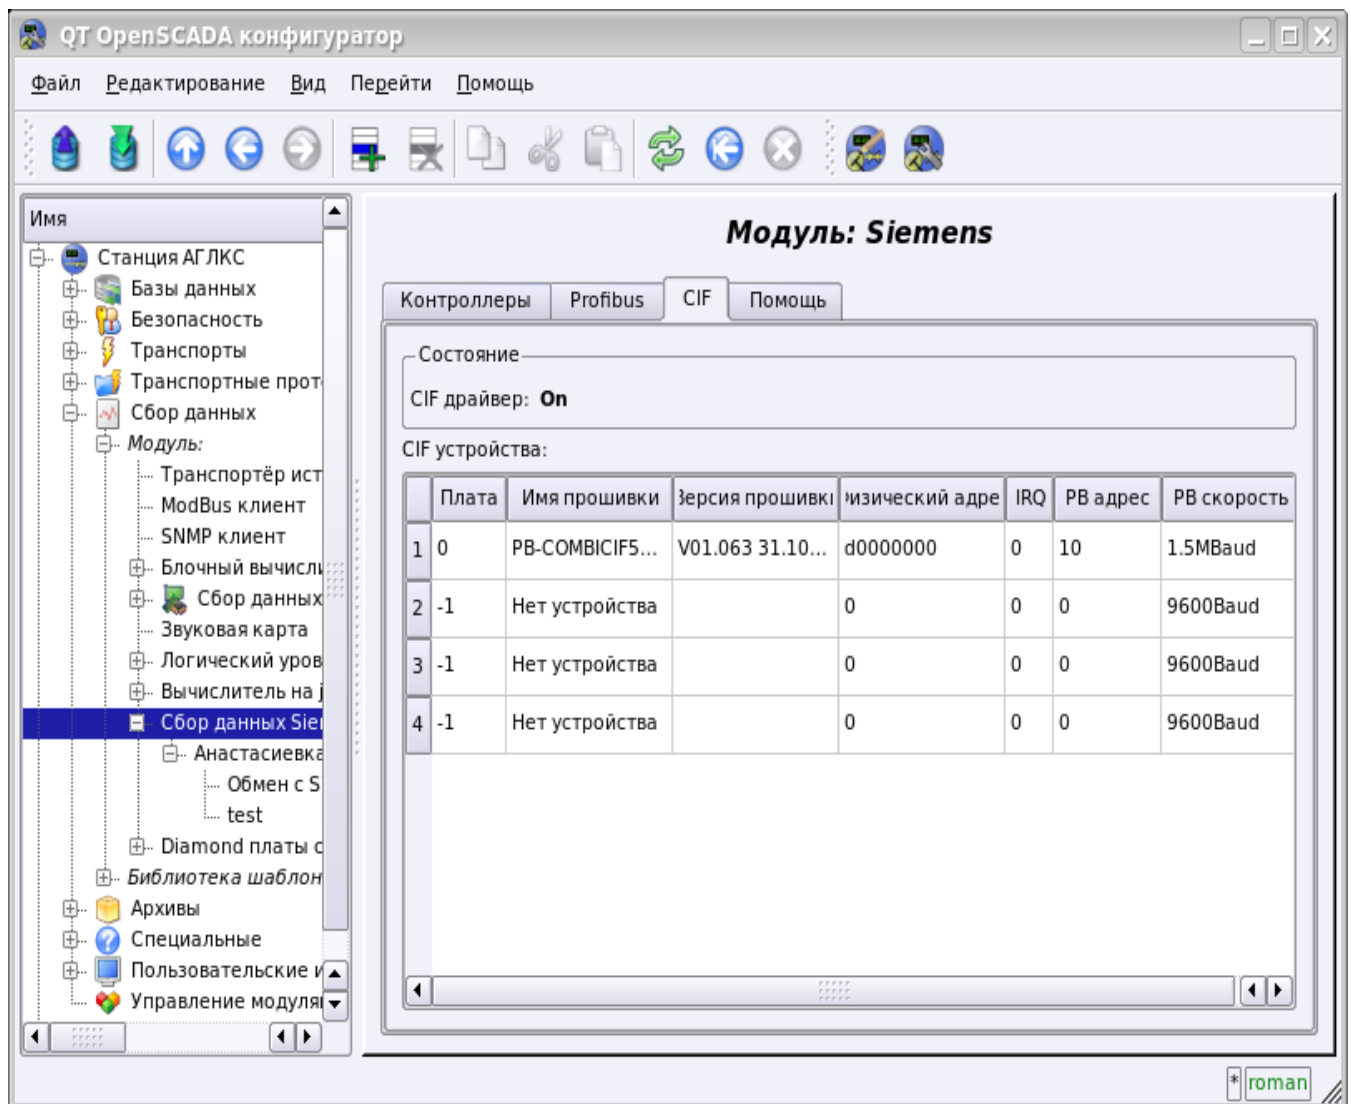 QT OpenSCADA конфигуратор
Файл Редактирование Вид Перейти Помощь
Имя
Станция АГЛКС
Базы данных
Безопасность
Транспорты
Транспортные прот
Сбор данных
Модуль:
Транспортёр ист
ModBus клиент
SNMP клиент
Блочный вычисли
Сбор данных
Звуковая карта
Логический уров
Вычислитель на j
Сбор данных Sie
Анастасиевка
Обмен с S
test
Diamond платы с
Библиотека шаблон
Архивы
Специальные
Пользовательские и
Управление модуля
Модуль: Siemens
Контроллеры Profibus CIF Помощь
Состояние
CIF драйвер: On
CIF устройства:
Плата Имя прошивки Версия прошивки изический адре IRQ PB адрес PB скорость
1 0 PB-COMBICIF5... V01.063 31.10... d0000000 0 10 1.5MBaud
2 -1 Нет устройства 0 0 0 9600Baud
3 -1 Нет устройства 0 0 0 9600Baud
4 -1 Нет устройства 0 0 0 9600Baud
* roman